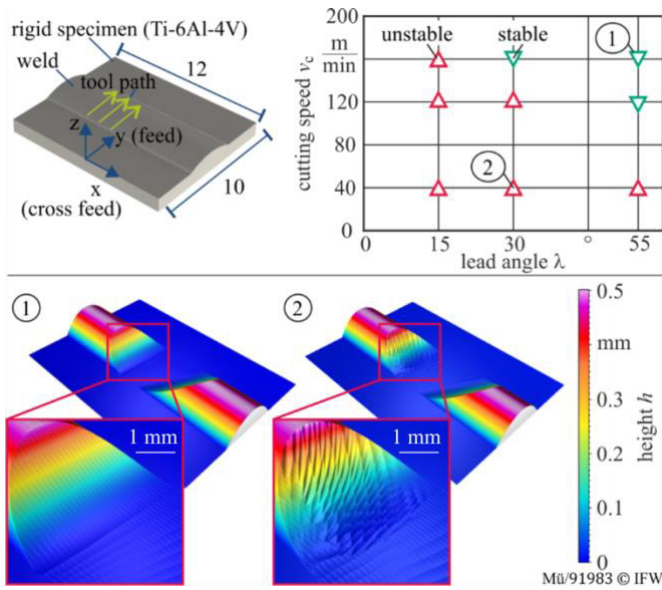 rigid specimen (Ti-6Al-4V)
weld
tool path
12
z
y (feed)
x
(cross feed)
10
cutting speed vc
200
m
min
120
80
40
0
unstable
stable
1
2
0
15
30
°
55
lead angle λ
1
2
1 mm
1 mm
0.5
mm
0.3
0.2
0.1
0
height h
Mü/91983 © IFW